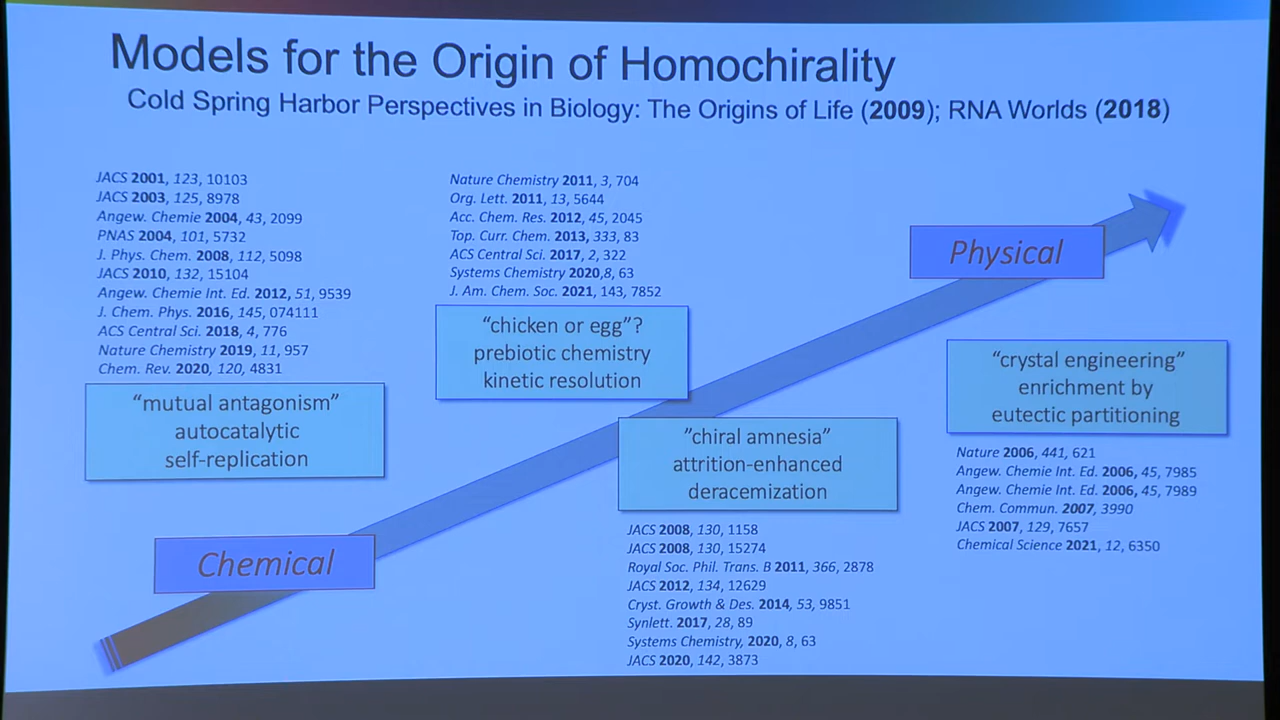 Models for the Origin of Homochirality
Cold Spring Harbor Perspectives in Biology: The Origins of Life (2009); RNA Worlds (2018)
JACS 2001, 123, 10103
JACS 2003, 125, 8978
Angew. Chemie 2004, 43, 2099
PNAS 2004, 101, 5732
J. Phys. Chem. 2008, 112, 5098
JACS 2010, 132, 15104
Angew. Chemie Int. Ed. 2012, 51, 9539
J. Chem. Phys. 2016, 145, 074111
ACS Central Sci. 2018, 4, 776
Nature Chemistry 2019, 11, 957
Chem. Rev. 2020, 120, 4831
“mutual antagonism”
autocatalytic
self-replication
Nature Chemistry 2011, 3, 704
Org. Lett. 2011, 13, 5644
Acc. Chem. Res. 2012, 45, 2045
Top. Curr. Chem. 2013, 333, 83
ACS Central Sci. 2017, 2, 322
Systems Chemistry 2020,8, 63
J. Am. Chem. Soc. 2021, 143, 7852
“chicken or egg”?
prebiotic chemistry
kinetic resolution
Physical
“crystal engineering”
enrichment by
eutectic partitioning
Nature 2006, 441, 621
Angew. Chemie Int. Ed. 2006, 45, 7985
Angew. Chemie Int. Ed. 2006, 45, 7989
Chem. Commun. 2007, 3990
JACS 2007, 129, 7657
Chemical Science 2021, 12, 6350
”chiral amnesia”
attrition-enhanced
deracemization
JACS 2008, 130, 1158
JACS 2008, 130, 15274
Royal Soc. Phil. Trans. B 2011, 366, 2878
JACS 2012, 134, 12629
Cryst. Growth & Des. 2014, 53, 9851
Synlett. 2017, 28, 89
Systems Chemistry, 2020, 8, 63
JACS 2020, 142, 3873
Chemical